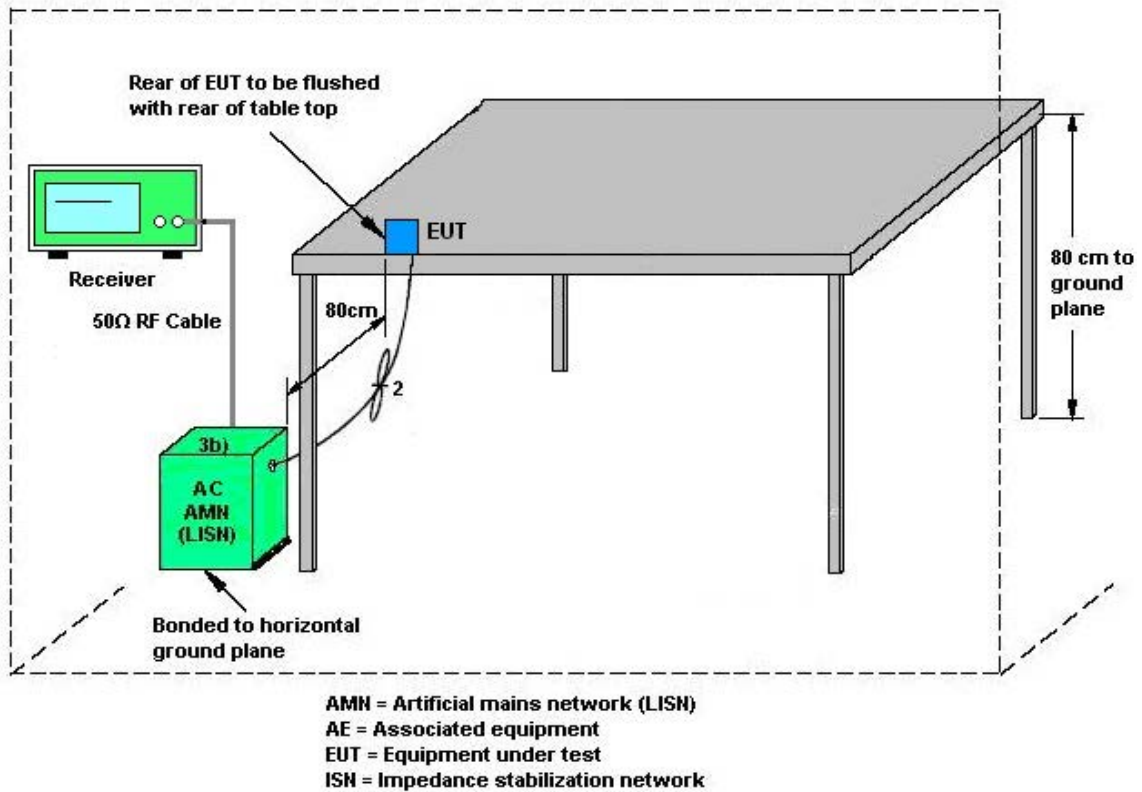 Rear of EUT to be flushed
with rear of table top
EUT
Receiver
50Ω RF Cable
80cm
80 cm to
ground
plane
2
3b)
AC
AMN
(LISN)
Bonded to horizontal
ground plane
AMN = Artificial mains network (LISN)
AE = Associated equipment
EUT = Equipment under test
ISN = Impedance stabilization network